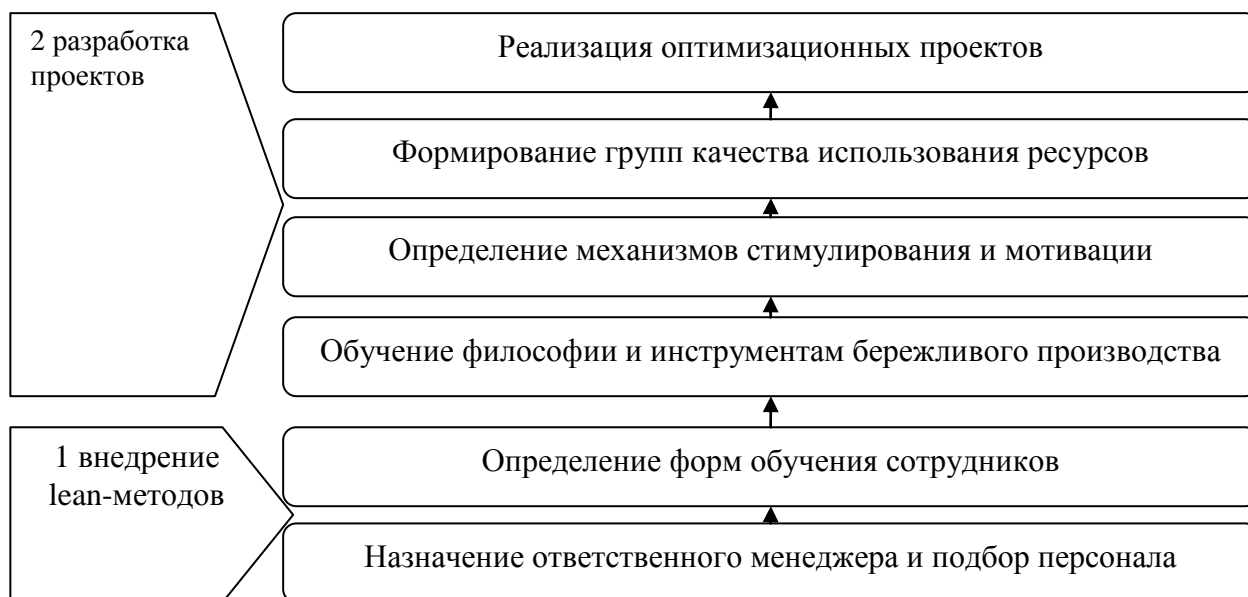 2 разработка
проектов
Реализация оптимизационных проектов
Формирование групп качества использования ресурсов
Определение механизмов стимулирования и мотивации
Обучение философии и инструментам бережливого производства
1 внедрение
lean-методов
Определение форм обучения сотрудников
Назначение ответственного менеджера и подбор персонала